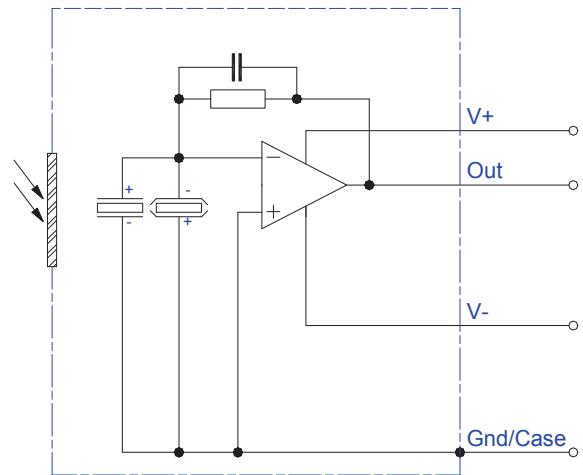 V+
Out
V-
Gnd/Case
+
-
-
+
−
+